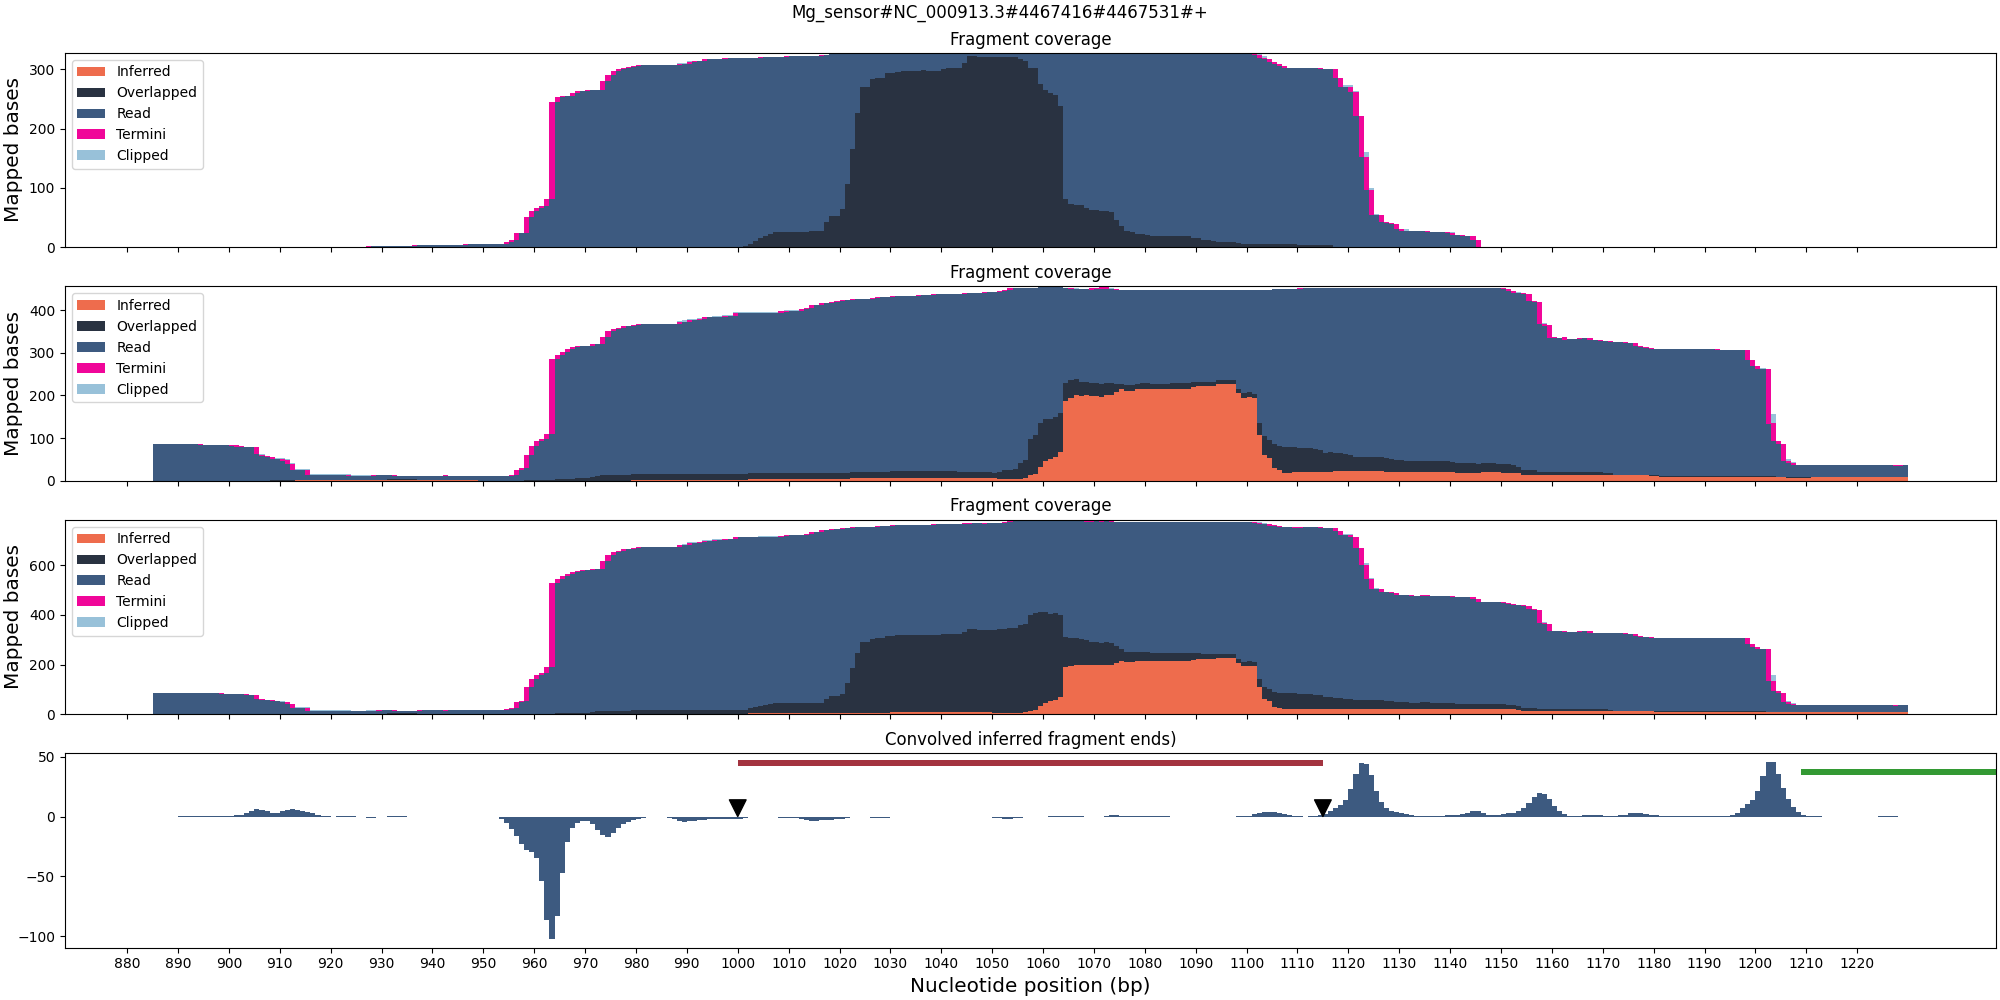 Mg_sensor#NC_000913.3#4467416#4467531#+
Fragment coverage
Mapped bases
300
200
100
0
Inferred
Overlapped
Read
Termini
Clipped
Fragment coverage
Mapped bases
400
300
200
100
0
Inferred
Overlapped
Read
Termini
Clipped
Fragment coverage
Mapped bases
600
400
200
0
Inferred
Overlapped
Read
Termini
Clipped
Convolved inferred fragment ends)
50
0
−50
−100
880 890 900 910 920 930 940 950 960 970 980 990 1000 1010 1020 1030 1040 1050 1060 1070 1080 1090 1100 1110 1120 1130 1140 1150 1160 1170 1180 1190 1200 1210 1220
Nucleotide position (bp)